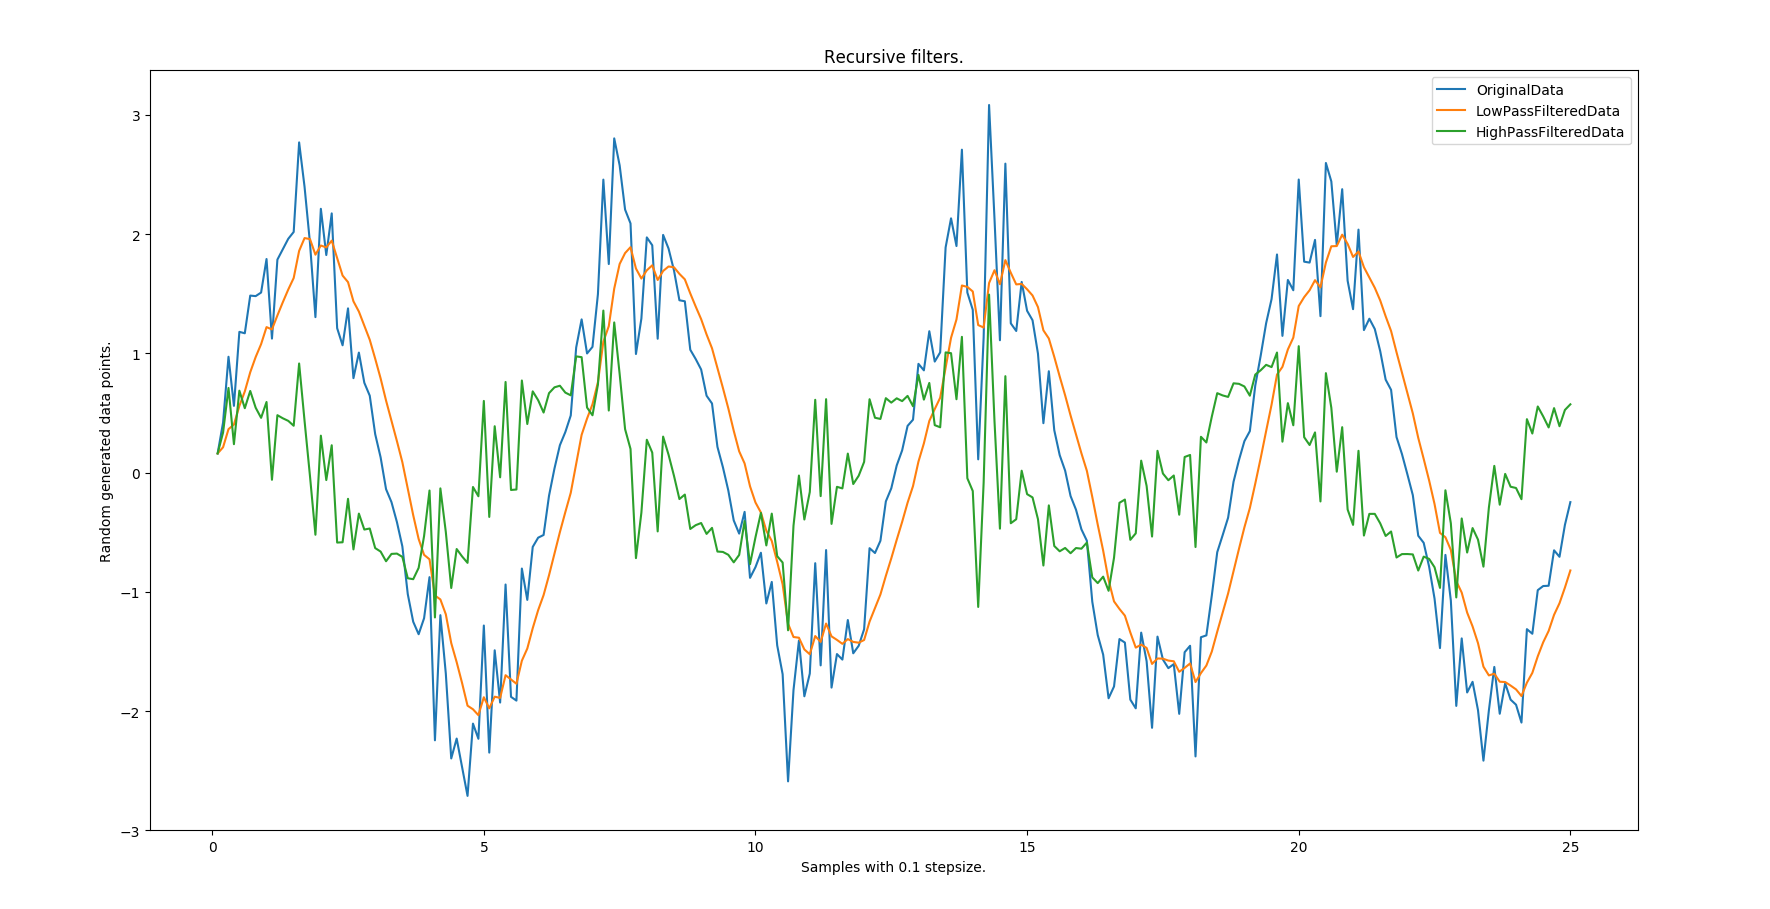 Recursive filters.
OriginalData
LowPassFilteredData
HighPassFilteredData
Random generated data points.
3
2
1
0
−1
−2
−3
0 5 10 15 20 25
Samples with 0.1 stepsize.